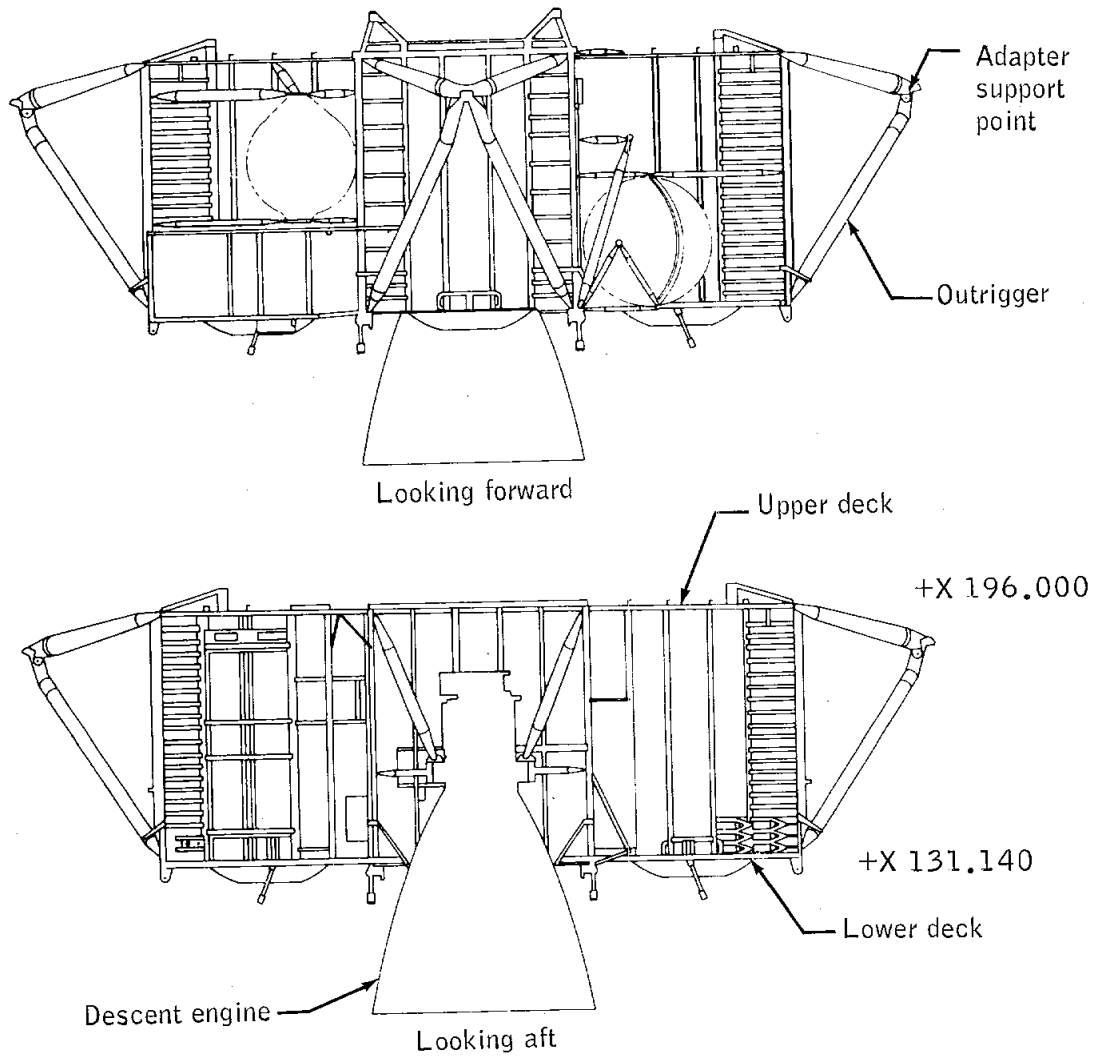 Adapter
support
point
Outrigger
Looking forward
Upper deck
+X 196.000
+X 131.140
Lower deck
Descent engine
Looking aft